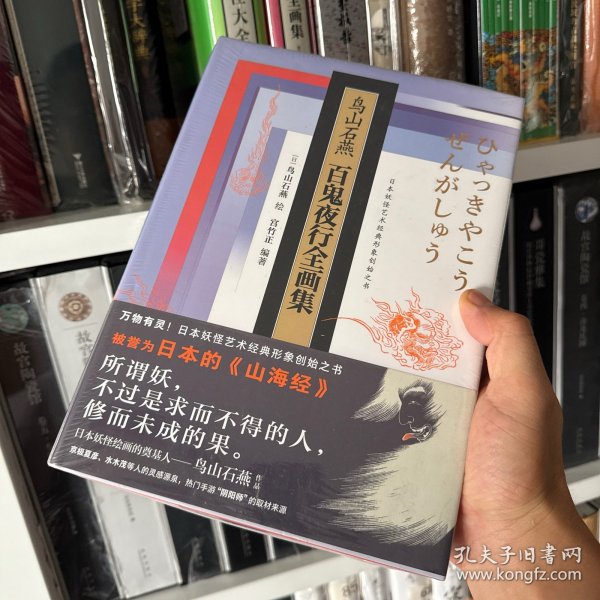 鸟山石燕 百鬼夜行全画集
ひゃっきやこう
ぜんがしゅう
日本妖怪艺术经典形象创始之书
[日]鸟山石燕 绘 宫竹正 编著
万物有灵！日本妖怪艺术经典形象创始之书
被誉为日本的《山海经》
所谓妖，
不过是求而不得的人，
修而未成的果。
日本妖怪绘画的奠基人——鸟山石燕 作品
京极夏彦、水木茂等人的灵感源泉，热门手游“阴阳师”的取材来源
孔夫子旧书网
www.kongfz.com